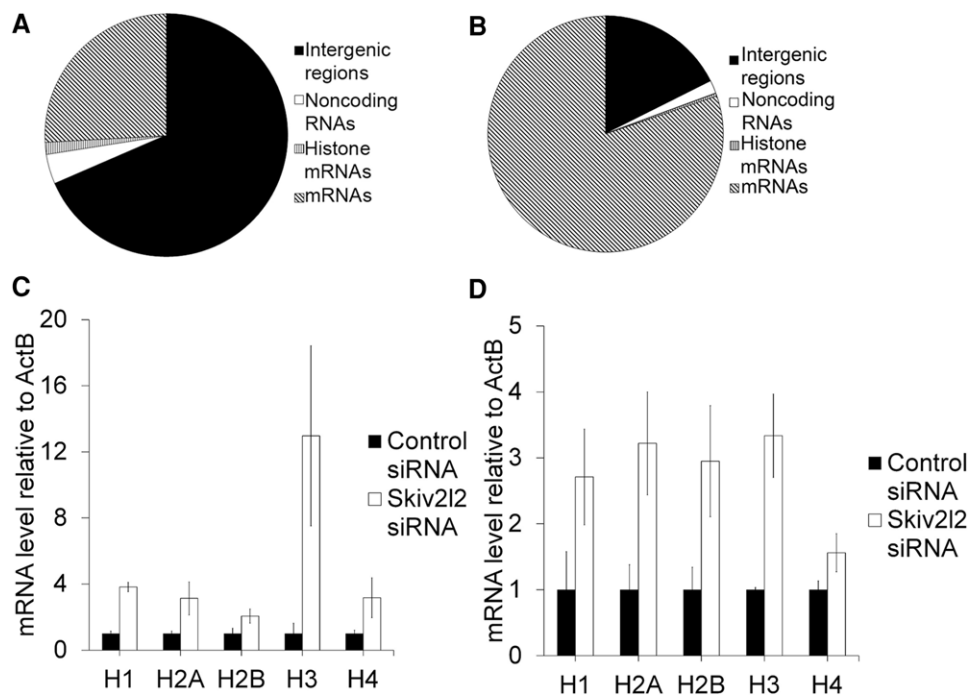 A
Intergenic
regions
Noncoding
RNAs
Histone
mRNAs
mRNAs
B
Intergenic
regions
Noncoding
RNAs
Histone
mRNAs
mRNAs
C
mRNA level relative to ActB
20
16
12
8
4
0
H1 H2A H2B H3 H4
Control
siRNA
Skiv2l2
siRNA
D
mRNA level relative to ActB
5
4
3
2
1
0
H1 H2A H2B H3 H4
Control
siRNA
Skiv2l2
siRNA